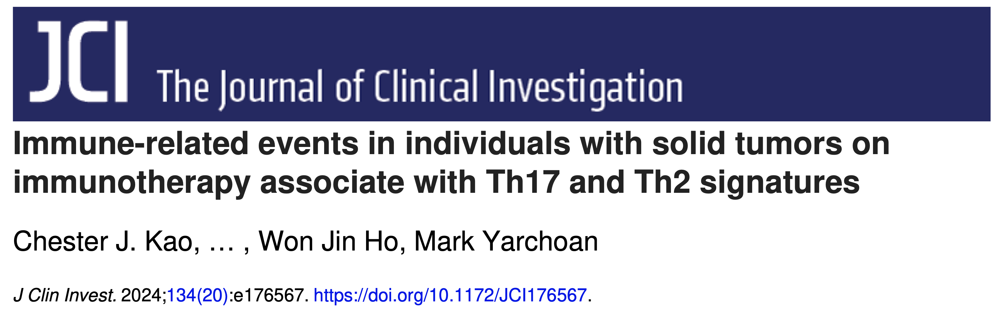 JCI The Journal of Clinical Investigation
Immune-related events in individuals with solid tumors on
immunotherapy associate with Th17 and Th2 signatures
Chester J. Kao, … , Won Jin Ho, Mark Yarchoan
J Clin Invest. 2024;134(20):e176567. https://doi.org/10.1172/JCI176567.